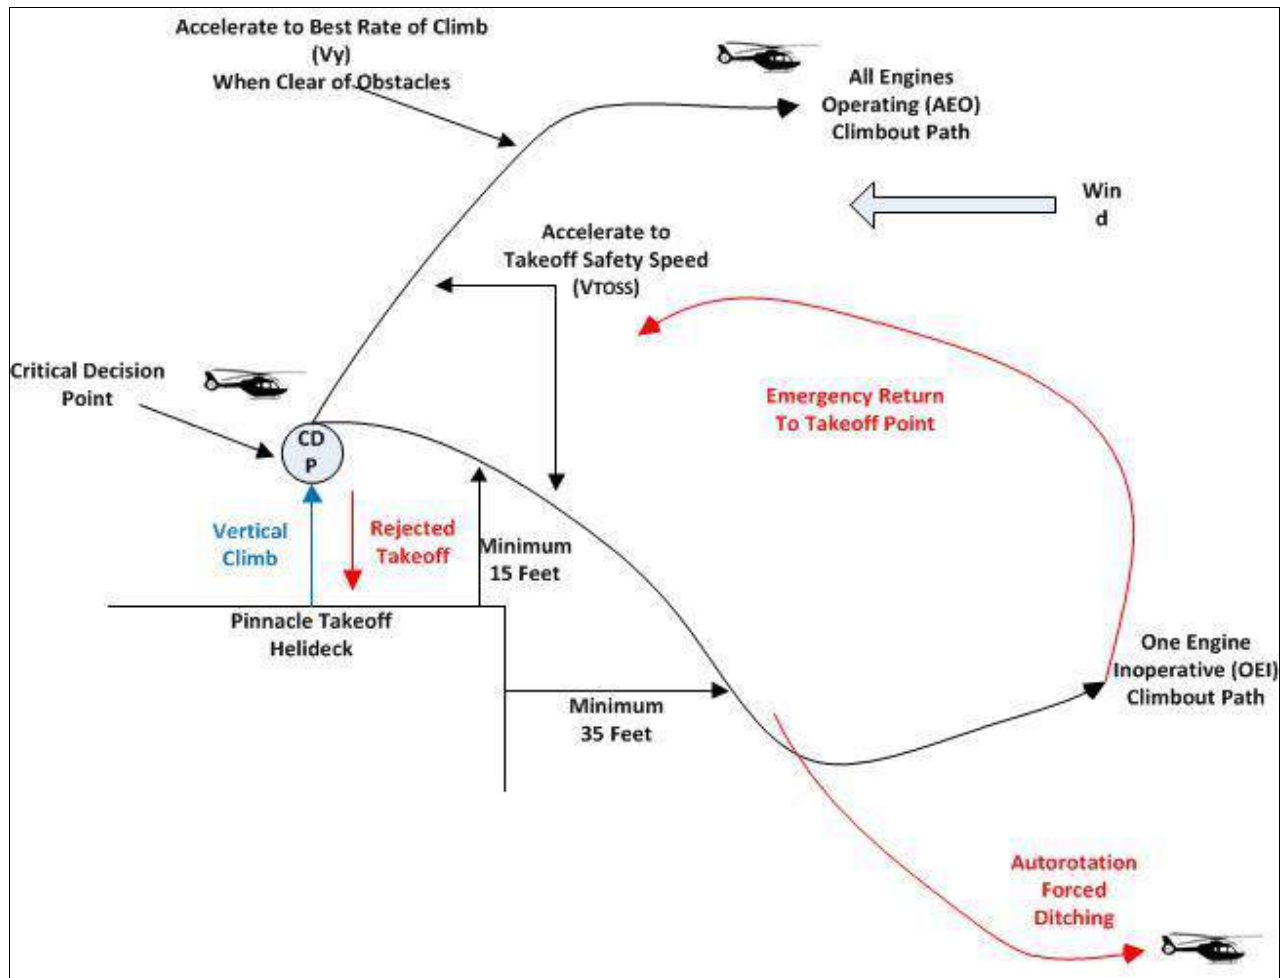 Accelerate to Best Rate of Climb
(Vy)
When Clear of Obstacles
All Engines
Operating (AEO)
Climbout Path
Win
d
Accelerate to
Takeoff Safety Speed
(VTOSS)
Critical Decision
Point
CD
P
Emergency Return
To Takeoff Point
Vertical
Climb
Rejected
Takeoff
Minimum
15 Feet
Pinnacle Takeoff
Helideck
One Engine
Inoperative (OEI)
Climbout Path
Minimum
35 Feet
Autorotation
Forced
Ditching